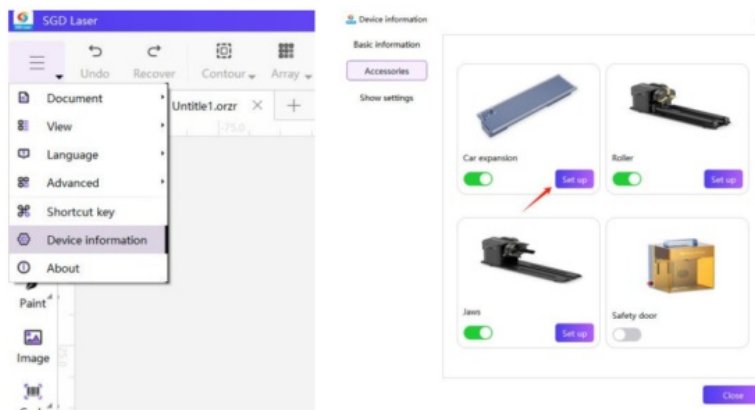 SGD Laser
Undo
Recover
Contour
Array
Document
Untitle1.orzr
View
-75.0
Language
Advanced
Shortcut key
Device information
About
Paint
Image
Device information
Basic information
Accessories
Show settings
Car expansion
Set up
Roller
Set up
Jaws
Set up
Safety door
Close